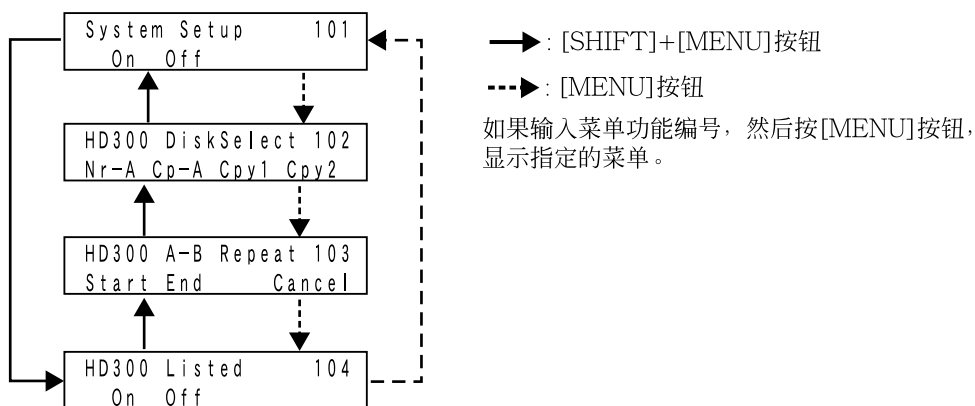 System Setup 101
On Off
HD300 DiskSelect 102
Nr-A Cp-A Cpy1 Cpy2
HD300 A-B Repeat 103
Start End Cancel
HD300 Listed 104
On Off
: [SHIFT]+[MENU]按钮
: [MENU]按钮
如果输入菜单功能编号，然后按[MENU]按钮，
显示指定的菜单。